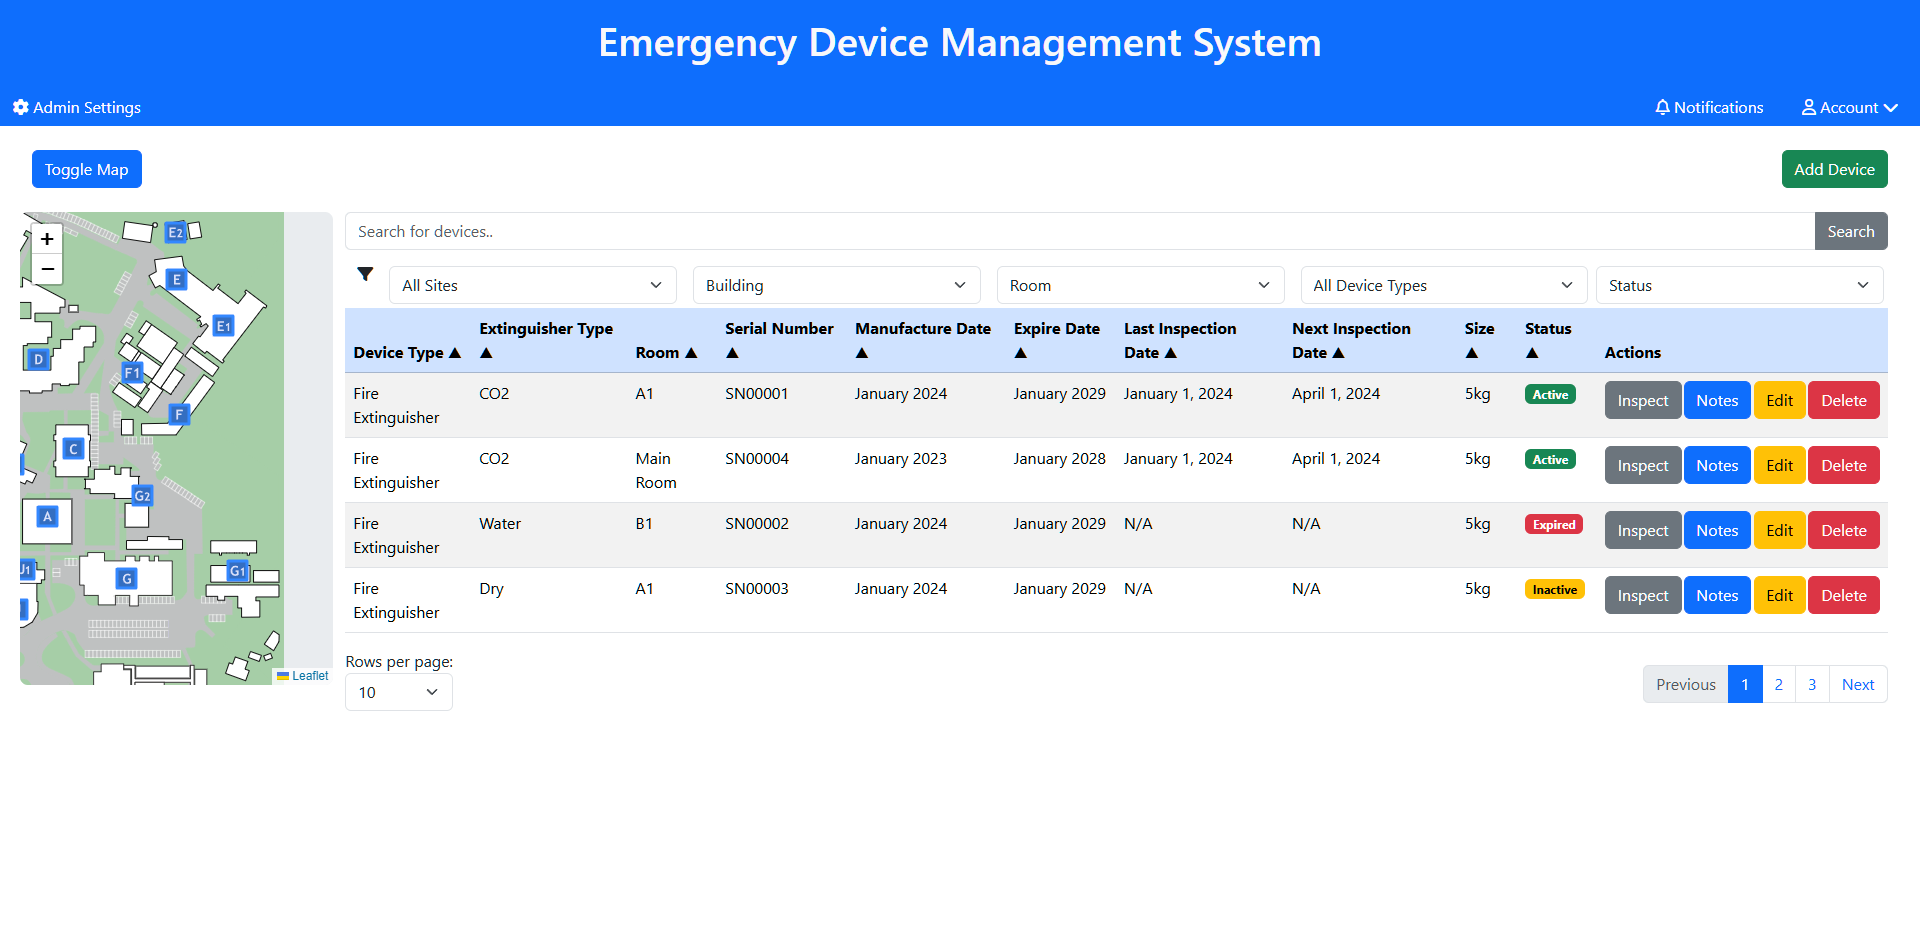 Emergency Device Management System
Admin Settings
Notifications
Account
Toggle Map
Add Device
+
−
E2
E
E1
D
F1
F
C
G2
A
J1
G
G1
Leaflet
Search for devices..
Search
All Sites
Building
Room
All Device Types
Status
Device Type ▲
Extinguisher Type ▲
Room ▲
Serial Number ▲
Manufacture Date ▲
Expire Date ▲
Last Inspection Date ▲
Next Inspection Date ▲
Size ▲
Status ▲
Actions
Fire Extinguisher CO2 A1 SN00001 January 2024 January 2029 January 1, 2024 April 1, 2024 5kg Active Inspect Notes Edit Delete
Fire Extinguisher CO2 Main Room SN00004 January 2023 January 2028 January 1, 2024 April 1, 2024 5kg Active Inspect Notes Edit Delete
Fire Extinguisher Water B1 SN00002 January 2024 January 2029 N/A N/A 5kg Expired Inspect Notes Edit Delete
Fire Extinguisher Dry A1 SN00003 January 2024 January 2029 N/A N/A 5kg Inactive Inspect Notes Edit Delete
Rows per page:
10
Previous 1 2 3 Next